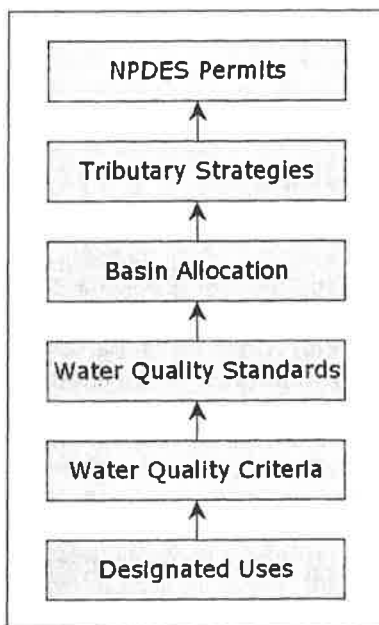 NPDES Permits
Tributary Strategies
Basin Allocation
Water Quality Standards
Water Quality Criteria
Designated Uses